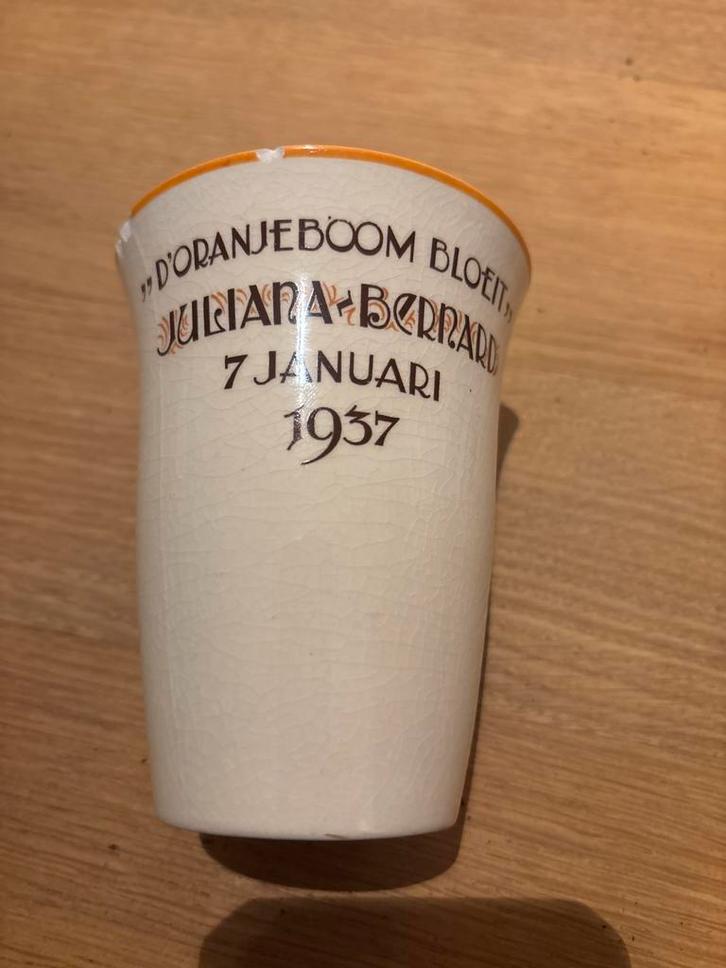 „D'ORANJEBOOM BLOEIT„
JULIANA-BERNARD
7 JANUARI
1937